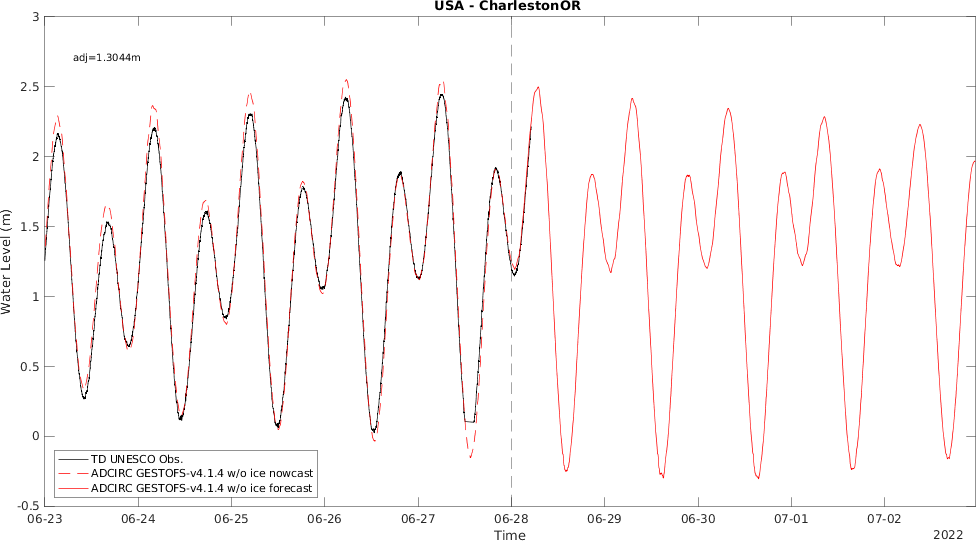 USA - CharlestonOR
adj=1.3044m
3
2.5
2
1.5
1
0.5
0
-0.5
Water Level (m)
TD UNESCO Obs.
ADCIRC GESTOFS-v4.1.4 w/o ice nowcast
ADCIRC GESTOFS-v4.1.4 w/o ice forecast
06-23 06-24 06-25 06-26 06-27 06-28 06-29 06-30 07-01 07-02
Time
2022